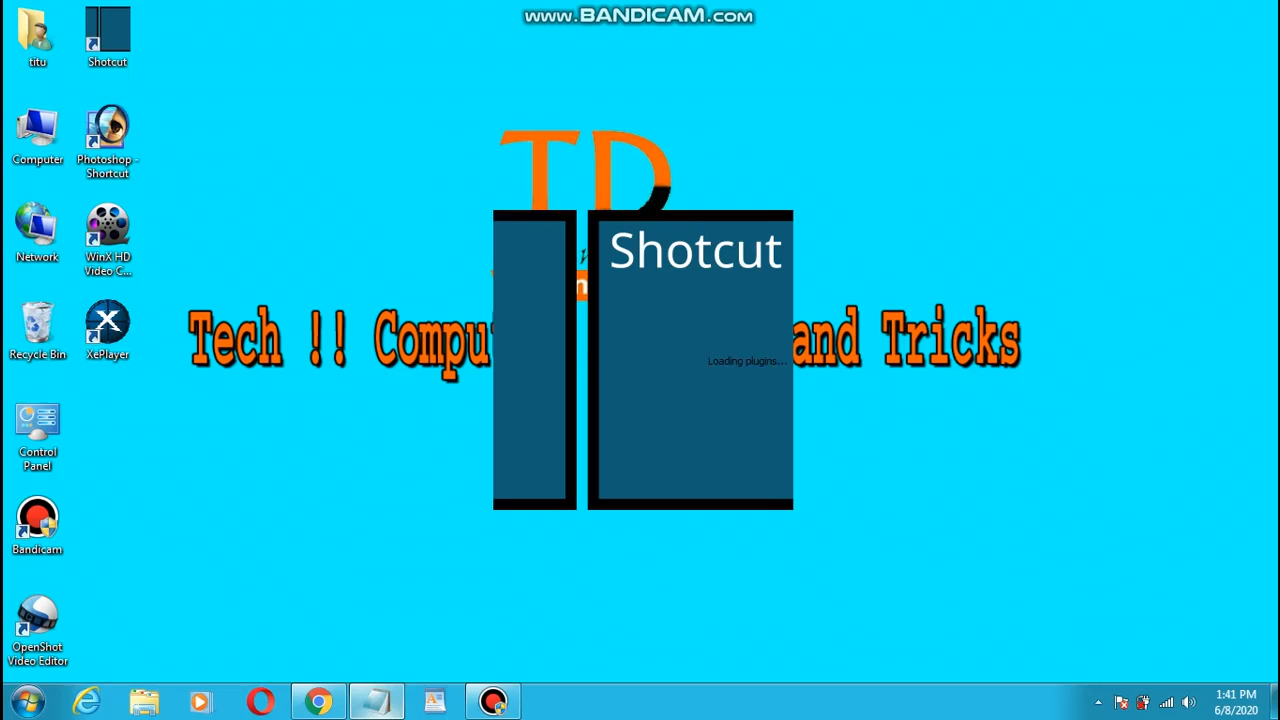 www.BANDICAM.com
titu
Shotcut
Computer
Photoshop -
Shortcut
Network
WinX HD
Video C...
Recycle Bin
XePlayer
Control
Panel
Bandicam
OpenShot
Video Editor
TD
Shotcut
Loading plugins...
Tech !! Compu
and Tricks
1:41 PM
6/8/2020